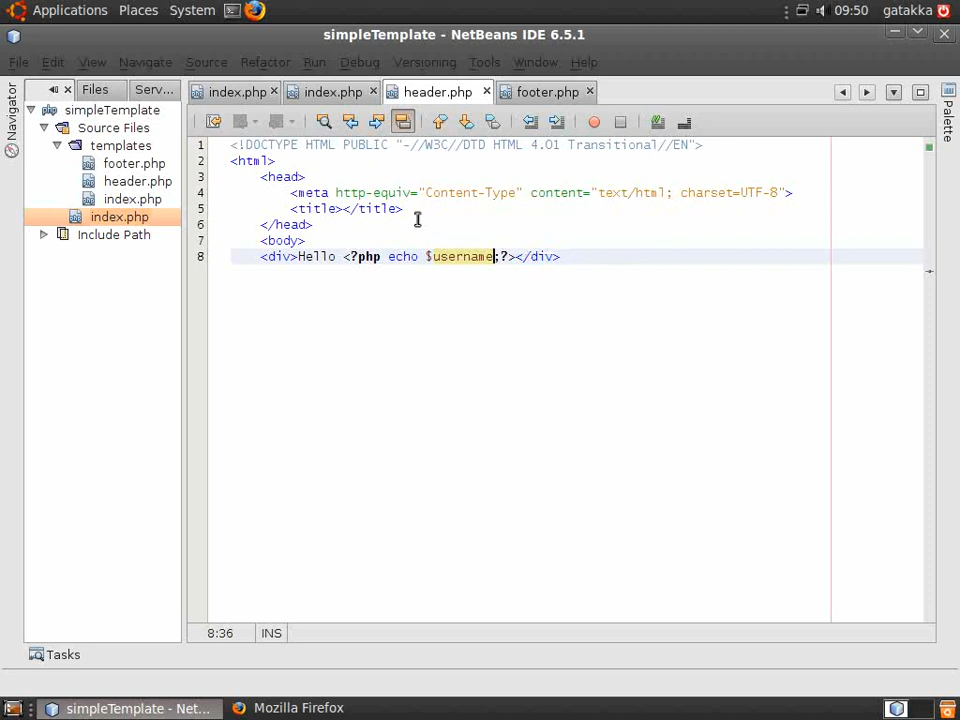 Applications Places System 09:50 gatakka
simpleTemplate - NetBeans IDE 6.5.1
File Edit View Navigate Source Refactor Run Debug Versioning Tools Window Help
Navigator
Files Serv...
index.php index.php header.php footer.php
Palette
simpleTemplate
Source Files
templates
footer.php
header.php
index.php
index.php
Include Path
1 <!DOCTYPE HTML PUBLIC "-//W3C//DTD HTML 4.01 Transitional//EN">
2 <html>
3 <head>
4 <meta http-equiv="Content-Type" content="text/html; charset=UTF-8">
5 <title></title>
6 </head>
7 <body>
8 <div>Hello <?php echo $username;?></div>
8:36 INS
Tasks
simpleTemplate - Net... Mozilla Firefox